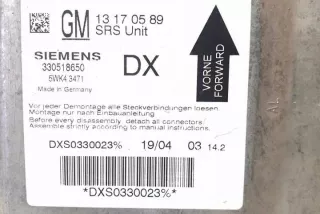 GM 13 17 05 89
SRS Unit
SIEMENS
330518650
5WK4 3471
Made in Germany
DX
VORNE
FORWARD
Vor jeder Demontage alle Steckverbindungen loesen.
Montage nur nach Einbauanleitung
Before every disassembly detach all connectors.
Assemble strictly according to manual instructions.
DXS0330023% 19/04 03 14.2
*DXS0330023%*